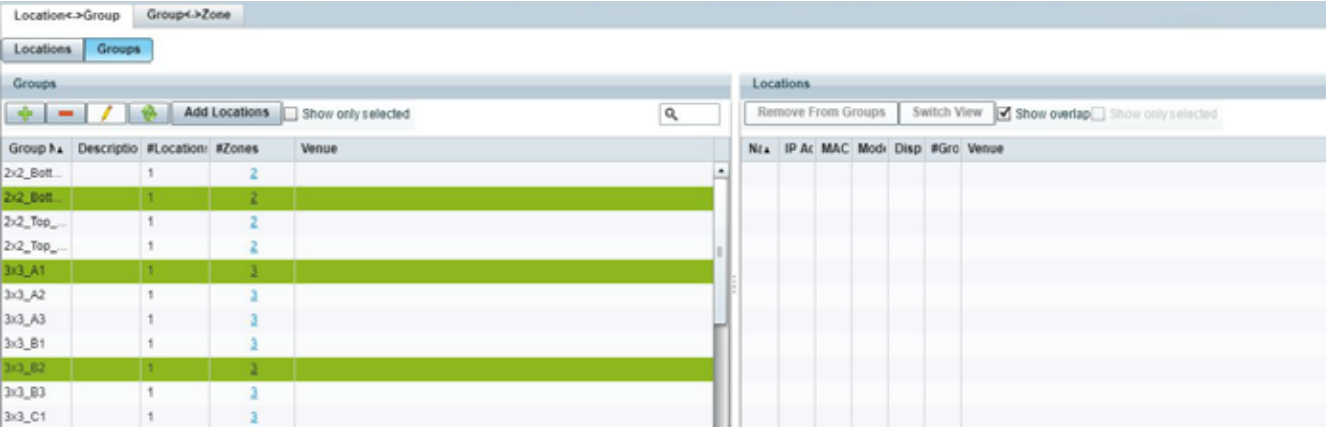 Location<->Group Group<->Zone
Locations Groups
Groups
Add Locations Show only selected
Group N Descriptio #Location: #Zones Venue
2x2_Bott... 1 2
2x2_Bott... 1 2
2x2_Top_... 1 2
2x2_Top_... 1 2
3x3_A1 1 3
3x3_A2 1 3
3x3_A3 1 3
3x3_B1 1 3
3x3_B2 1 3
3x3_B3 1 3
3x3_C1 1 3
Locations
Remove From Groups Switch View Show overlap Show only selected
Na IP Ac MAC Mode Disp #Gro Venue